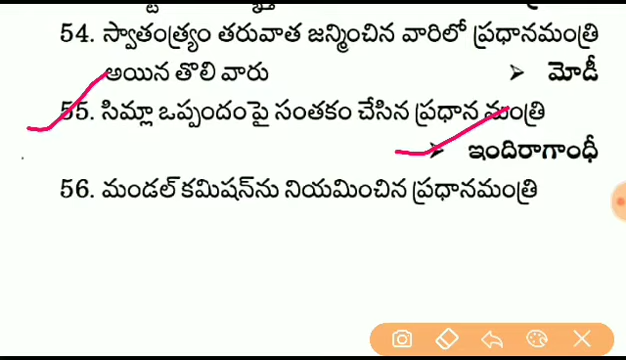 54. స్వాతంత్ర్యం తరువాత జన్మించిన వారిలో ప్రధానమంత్రి
అయిన తొలి వారు ➢ మోడీ
55. సిమ్లా ఒప్పందంపై సంతకం చేసిన ప్రధాన మంత్రి
➢ ఇందిరాగాంధీ
56. మండల్ కమిషన్‌ను నియమించిన ప్రధానమంత్రి